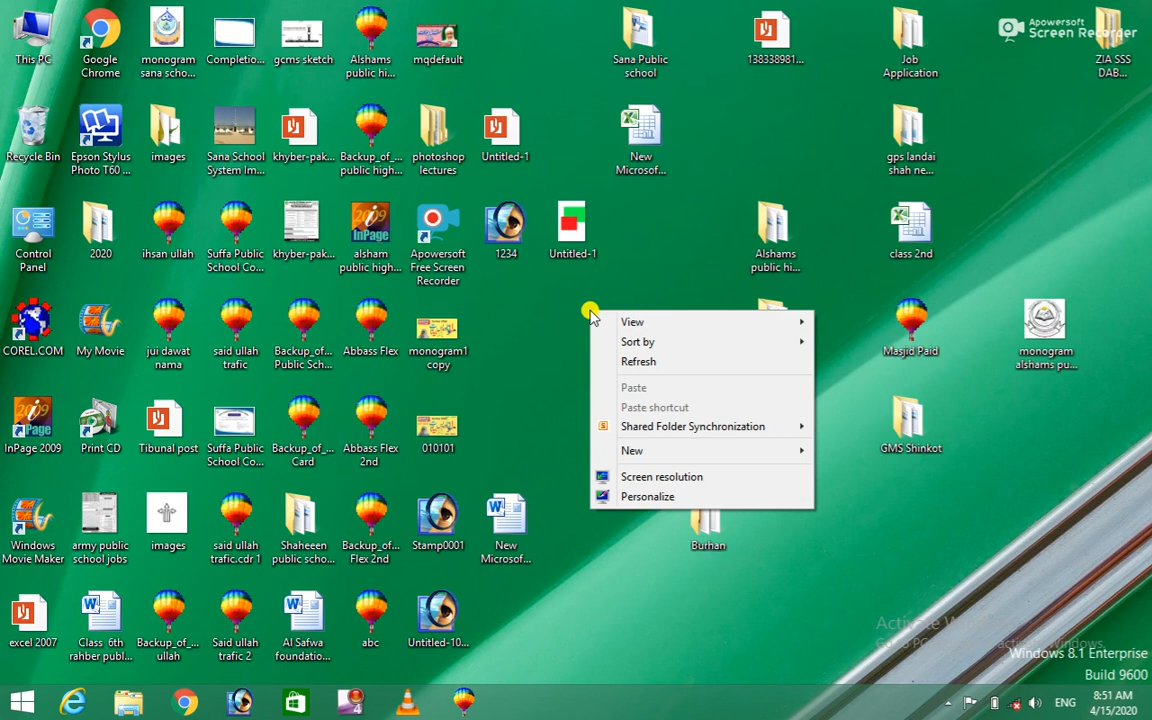 This PC
Google
Chrome
monogram
sana scho...
Completio...
gcms sketch
Alshams
public hi...
mqdefault
Sana Public
school
138338981...
Job
Application
Apowersoft
Screen Recorder
ZIA SSS
DAB...
Recycle Bin
Epson Stylus
Photo T60 ...
images
Sana School
System Im...
khyber-pak...
Backup_of_...
public high...
photoshop
lectures
Untitled-1
New
Microsof...
gps landai
shah ne...
Control
Panel
2020
ihsan ullah
Suffa Public
School Co...
khyber-pak...
2009
InPage
alsham
public high...
Apowersoft
Free Screen
Recorder
1234
Untitled-1
Alshams
public hi...
class 2nd
COREL.COM
My Movie
jui dawat
nama
said ullah
trafic
Backup_of...
Public Sch...
Abbass Flex
monogram1
copy
View
Sort by
Refresh
Paste
Paste shortcut
Shared Folder Synchronization
New
Screen resolution
Personalize
Masjid Paid
monogram
alshams pu...
2009
InPage
InPage 2009
Print CD
Tibunal post
Suffa Public
School Co...
Backup_of_...
Card
Abbass Flex
2nd
010101
GMS Shinkot
Windows
Movie Maker
army public
school jobs
images
said ullah
trafic.cdr 1
Shaheeen
public scho...
Backup_of...
Flex 2nd
Stamp0001
New
Microsof...
Burhan
excel 2007
Class 6th
rahber publ...
Backup_of_...
ullah
Said ullah
trafic 2
Al Safwa
foundatio...
abc
Untitled-10...
Windows 8.1 Enterprise
Build 9600
ENG
8:51 AM
4/15/2020